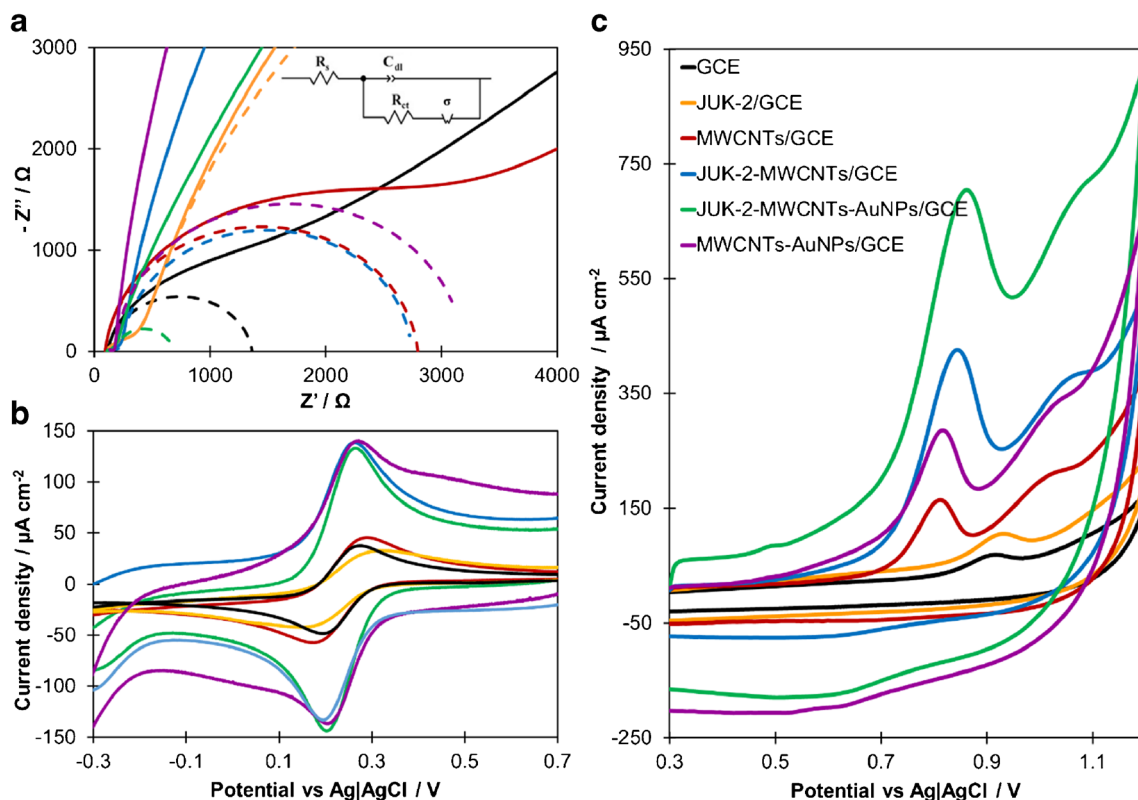 a
3000
2000
1000
0
- Z'' / Ω
0 1000 2000 3000 4000
Z' / Ω
Rs
Cdl
Rct
σ
b
150
100
50
0
-50
-100
-150
Current density / µA cm-2
-0.3 -0.1 0.1 0.3 0.5 0.7
Potential vs Ag|AgCl / V
c
950
750
550
350
150
-50
-250
Current density / µA cm-2
GCE
JUK-2/GCE
MWCNTs/GCE
JUK-2-MWCNTs/GCE
JUK-2-MWCNTs-AuNPs/GCE
MWCNTs-AuNPs/GCE
0.3 0.5 0.7 0.9 1.1
Potential vs Ag|AgCl / V